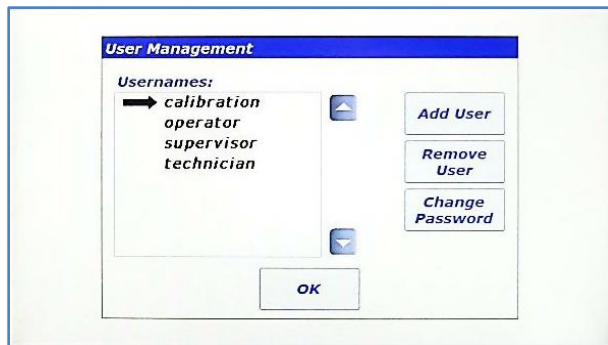 User Management
Usernames:
calibration
operator
supervisor
technician
Add User
Remove
User
Change
Password
OK